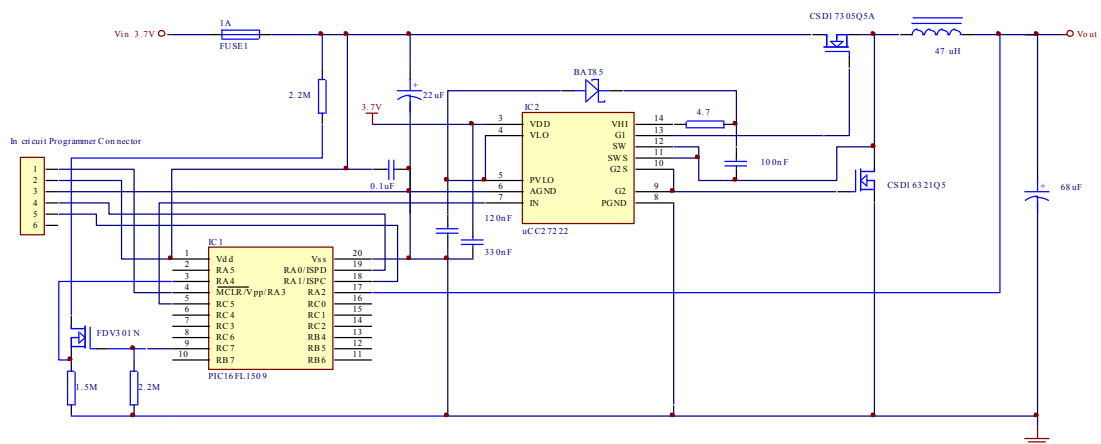 CSD17305Q5A
1A
Vin 3.7V
FUSE1
Vout
47 uH
BAT85
2.2M
22uF
3.7V
IC2
4.7
3 VDD VHI 14
4 VLO G1 13
SW 12
SWS 11
G2S 10
5 PVLO
6 AGND G2 9
7 IN PGND 8
uCC27222
100nF
CSD16321Q5
68uF
In cricuit Programmer Connector
1
2
3
4
5
6
0.1uF
120nF
330nF
IC1
1 Vdd Vss 20
2 RA5 RA0/ISPD 19
3 RA4 RA1/ISPC 18
4 MCLR/Vpp/RA3 RA2 17
5 RC5 RC0 16
6 RC4 RC1 15
7 RC3 RC2 14
8 RC6 RB4 13
9 RC7 RB5 12
10 RB7 RB6 11
PIC16FL1509
FDV301N
1.5M
2.2M